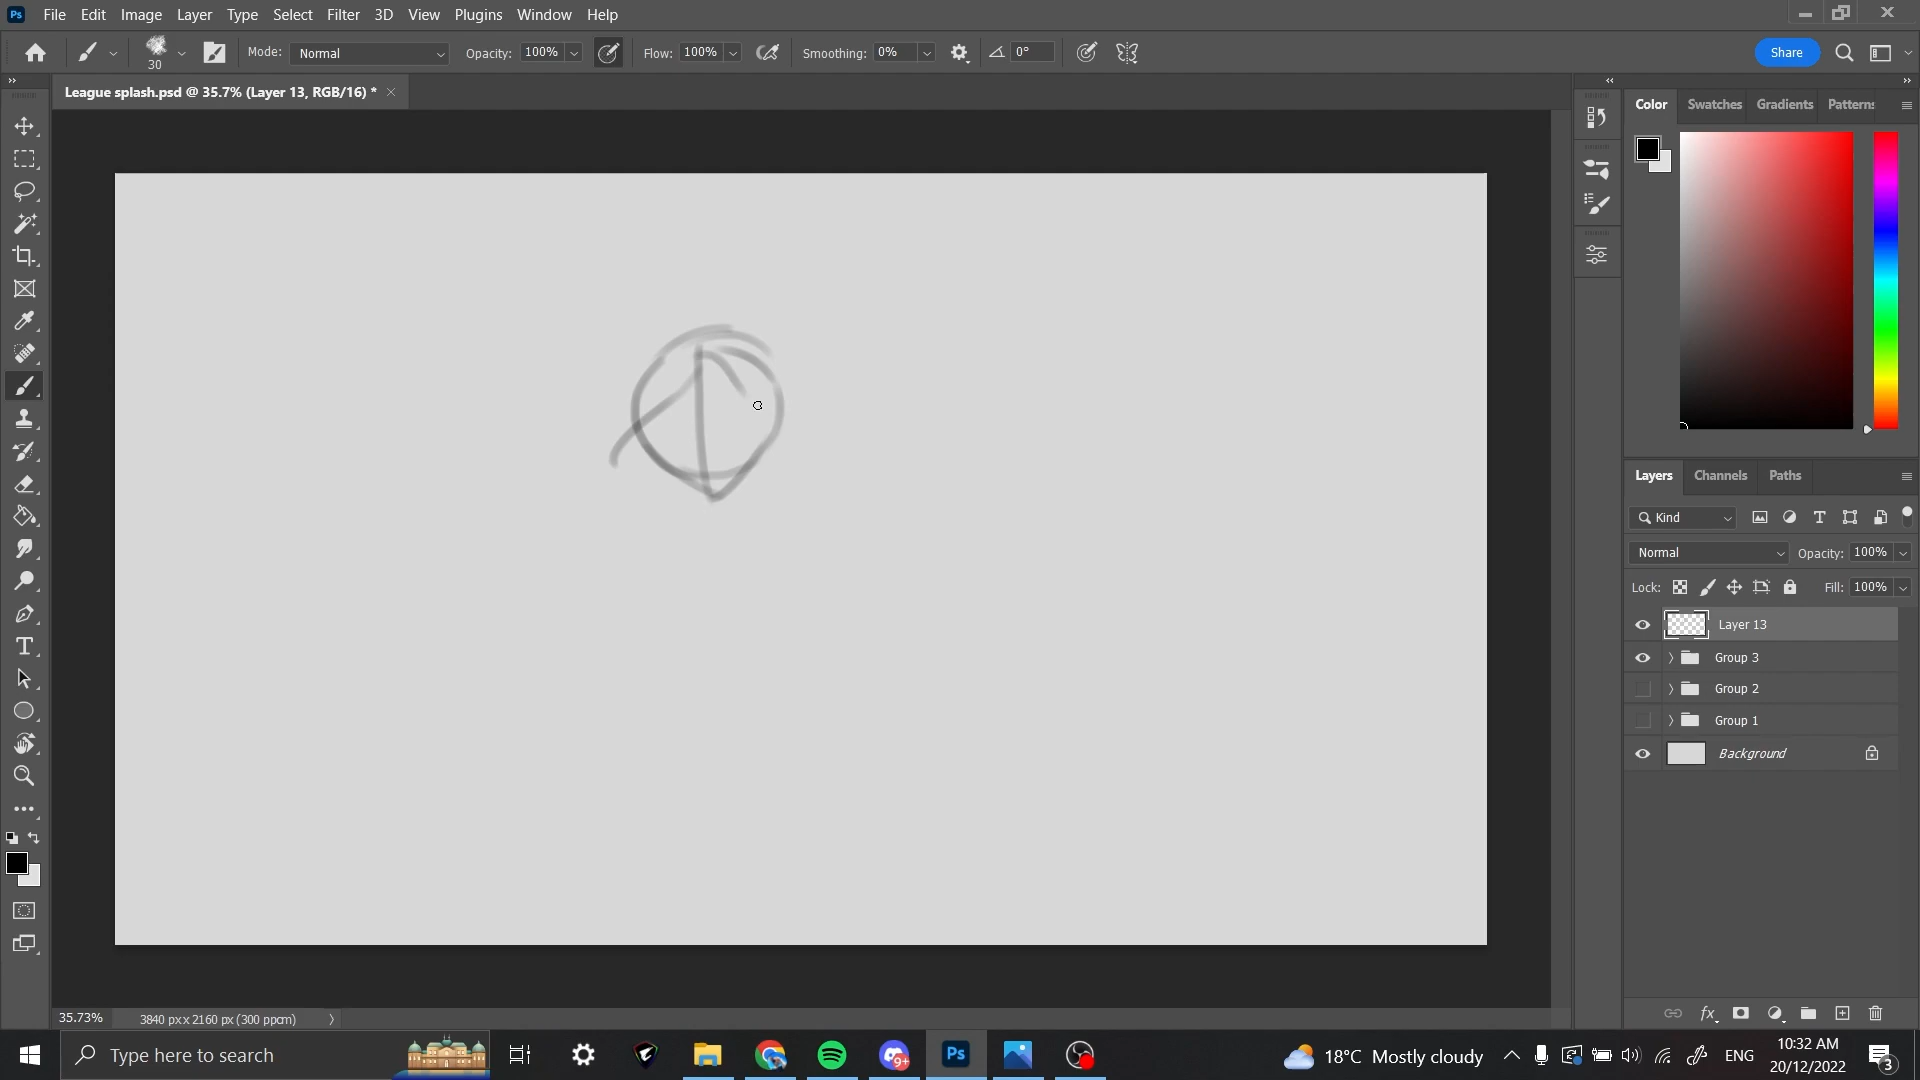 Ps File Edit Image Layer Type Select Filter 3D View Plugins Window Help
30 Mode: Normal Opacity: 100% Flow: 100% Smoothing: 0% 0° Share
League splash.psd @ 35.7% (Layer 13, RGB/16) *
Color Swatches Gradients Patterns
Layers Channels Paths
Kind
Normal Opacity: 100%
Lock: Fill: 100%
Layer 13
Group 3
Group 2
Group 1
Background
35.73% 3840 px x 2160 px (300 ppcm)
Type here to search
9+
Ps
18°C Mostly cloudy
ENG
10:32 AM
20/12/2022
3